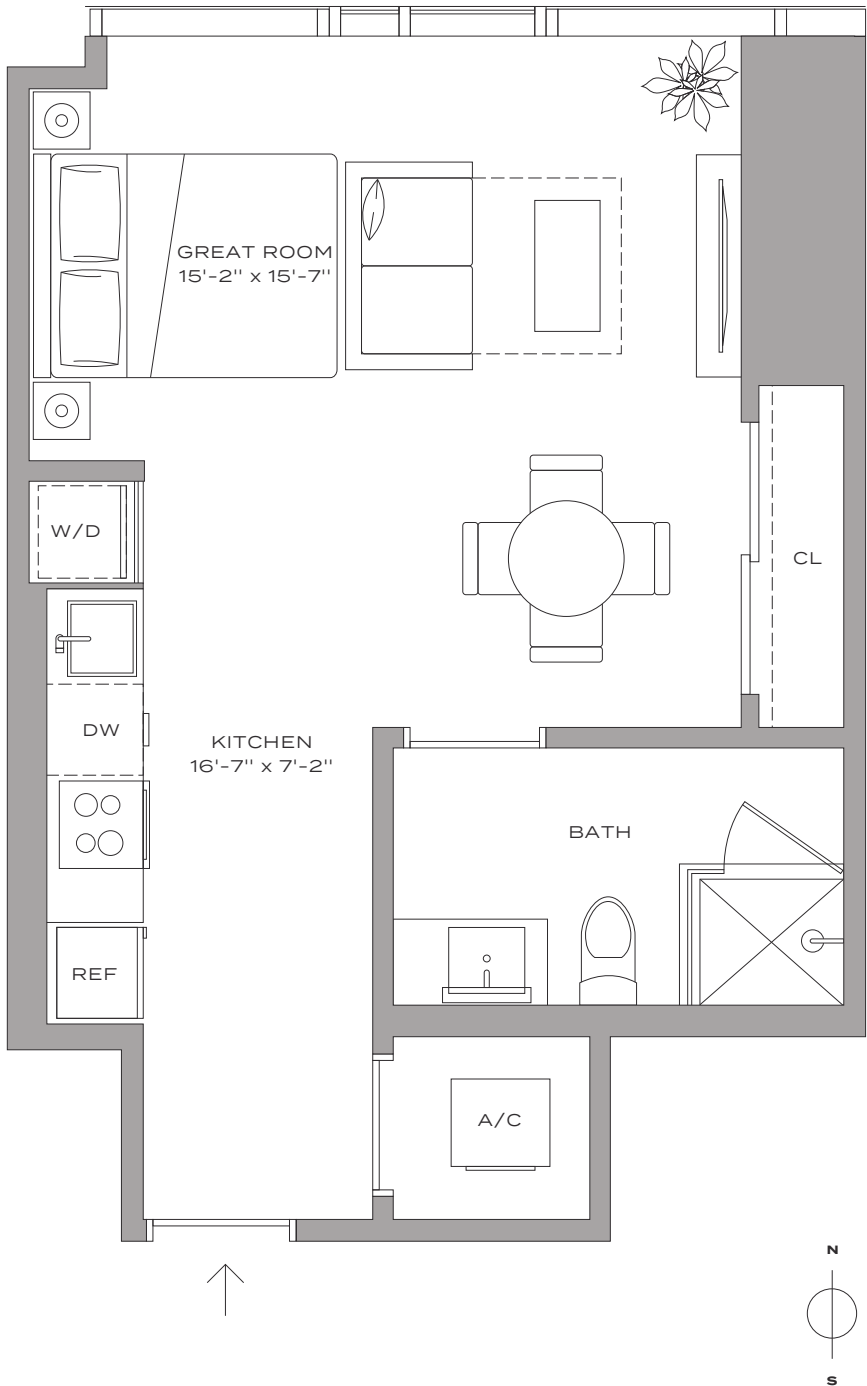 GREAT ROOM
15'-2" x 15'-7"
W/D
CL
DW
KITCHEN
16'-7" x 7'-2"
BATH
REF
A/C
N
S